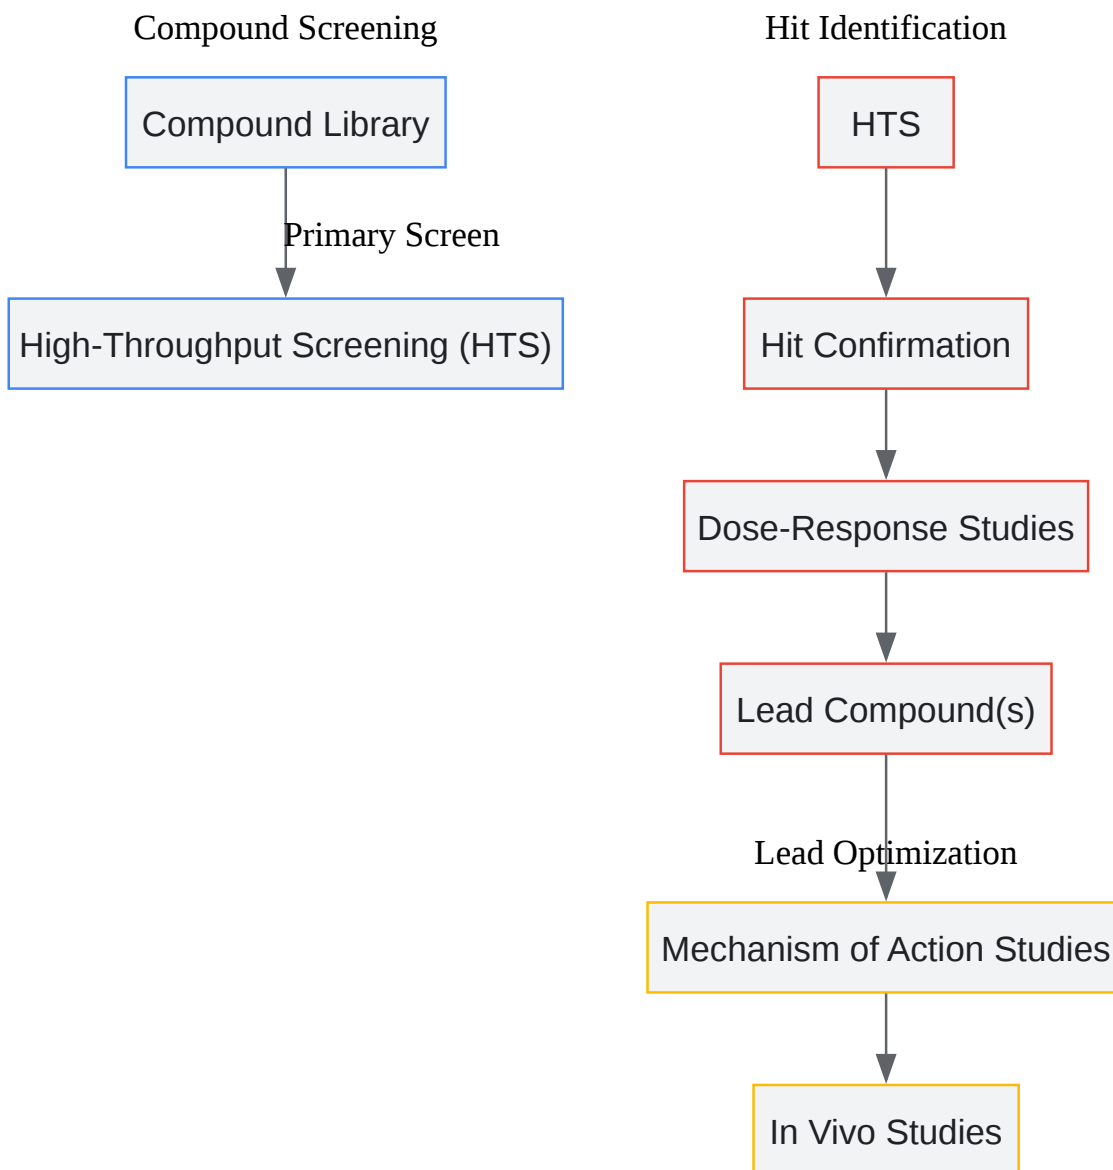 Compound Screening
Compound Library
Primary Screen
High-Throughput Screening (HTS)
Hit Identification
HTS
Hit Confirmation
Dose-Response Studies
Lead Compound(s)
Lead Optimization
Mechanism of Action Studies
In Vivo Studies